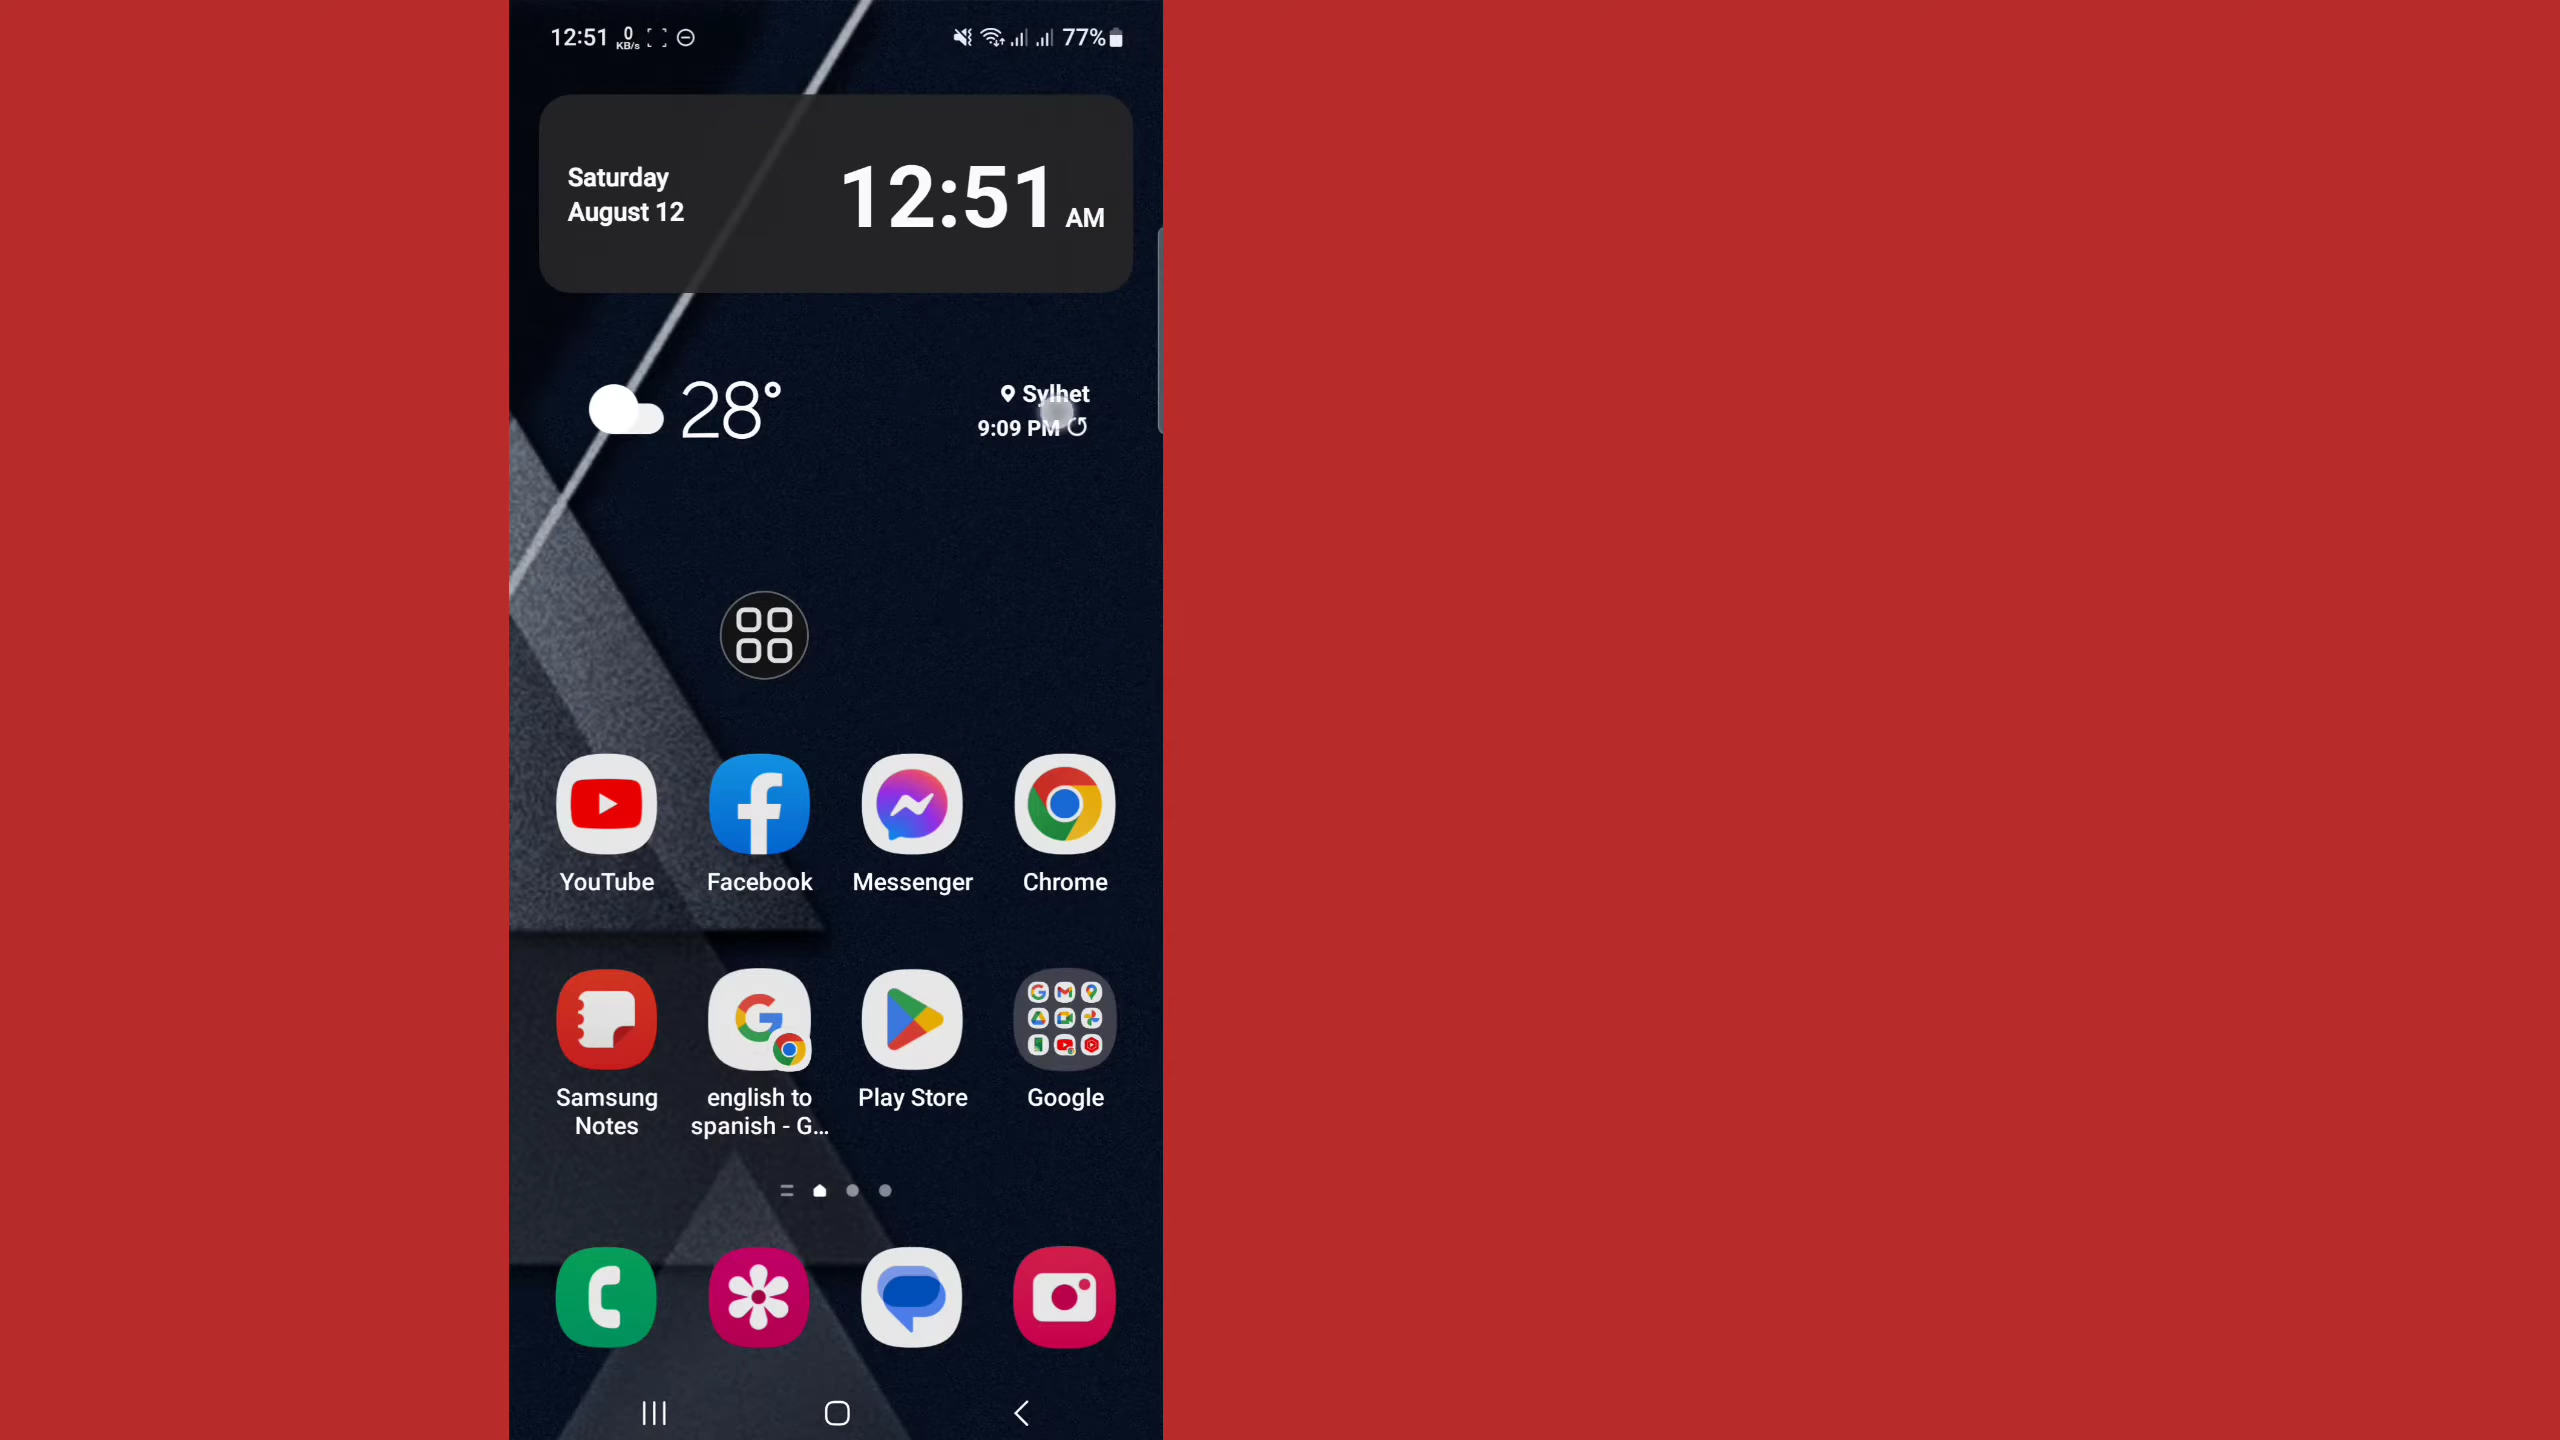 12:51 0 KB/s 77%
Saturday
August 12
12:51 AM
28°
Sylhet
9:09 PM
YouTube Facebook Messenger Chrome
Samsung Notes
english to spanish - G...
Play Store
Google